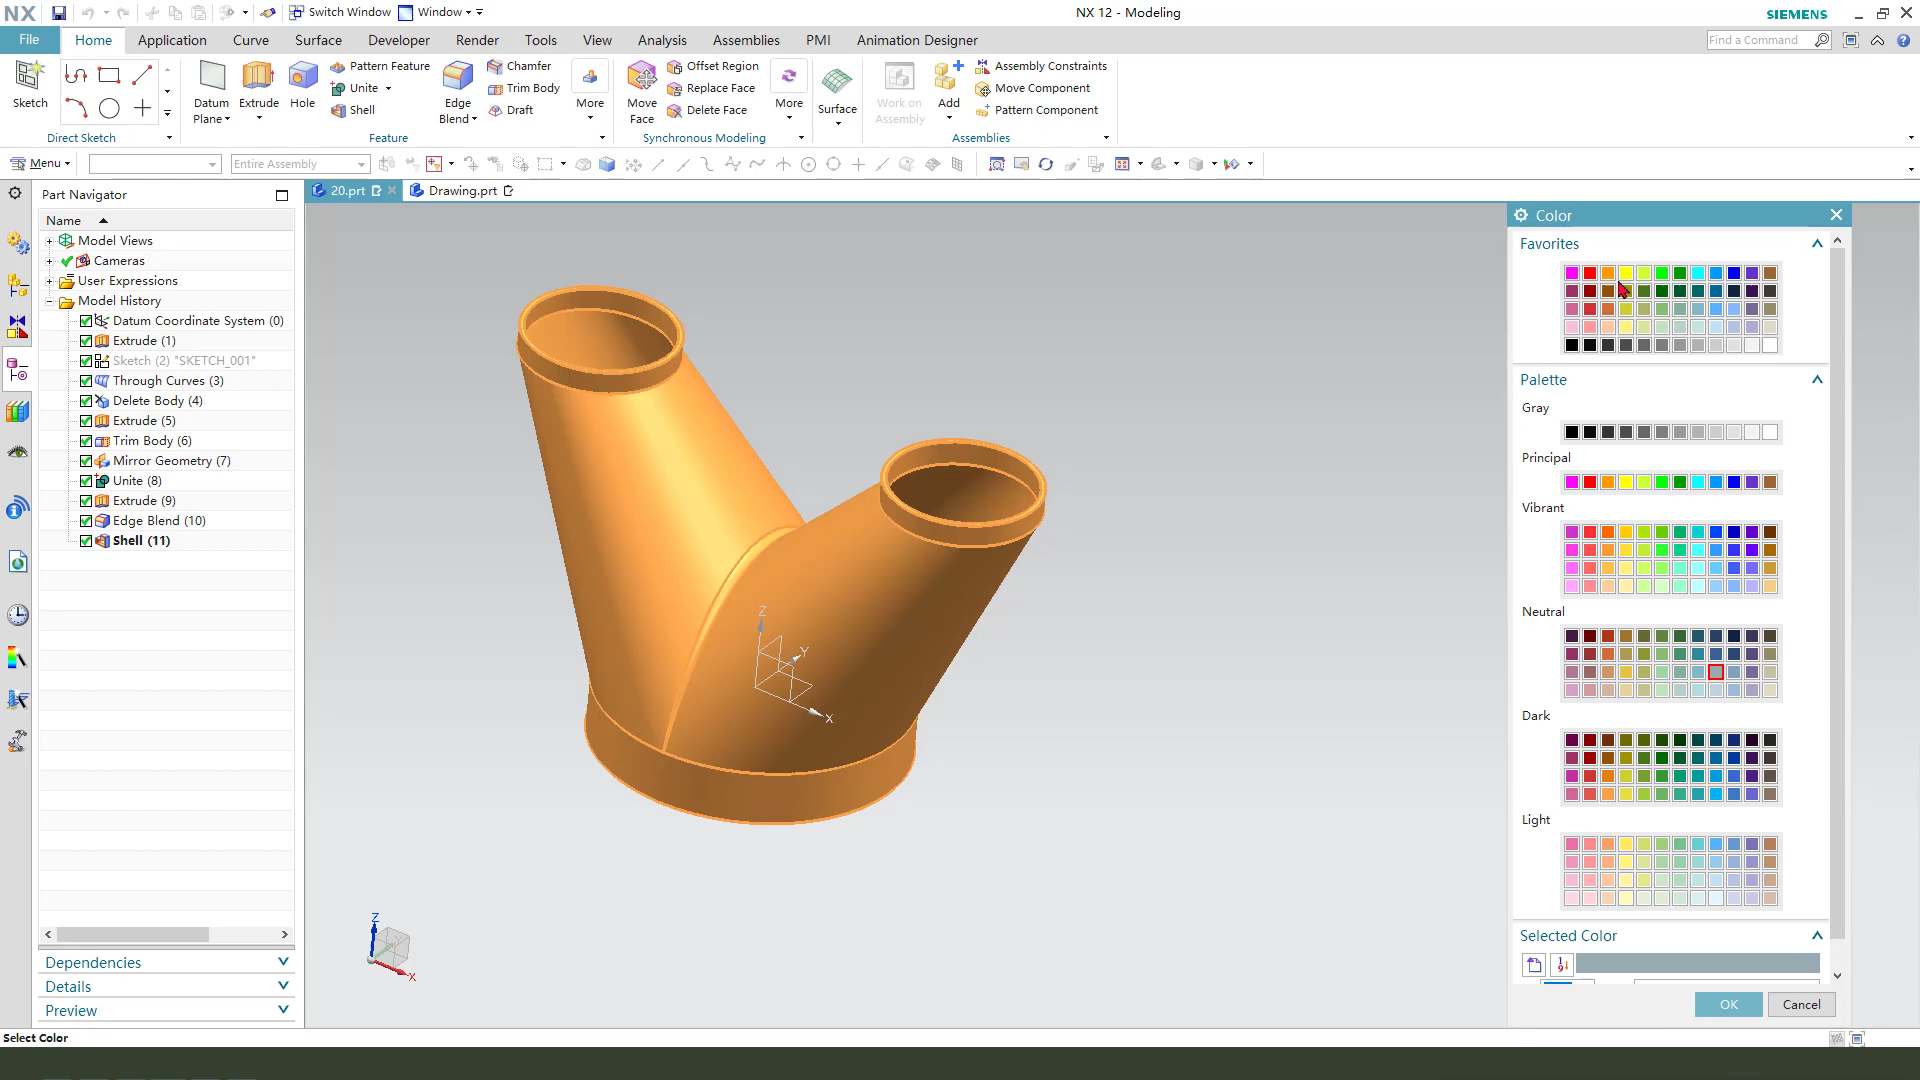 NX
Switch Window
Window
NX 12 - Modeling
SIEMENS
File
Home
Application
Curve
Surface
Developer
Render
Tools
View
Analysis
Assemblies
PMI
Animation Designer
Find a Command
Sketch
Direct Sketch
Datum Plane
Extrude
Hole
Pattern Feature
Unite
Shell
Edge Blend
Chamfer
Trim Body
Draft
More
Feature
Move Face
Offset Region
Replace Face
Delete Face
More
Synchronous Modeling
Surface
Work on Assembly
Add
Assembly Constraints
Move Component
Pattern Component
Assemblies
Menu
Entire Assembly
Part Navigator
20.prt
Drawing.prt
Name
Model Views
Cameras
User Expressions
Model History
Datum Coordinate System (0)
Extrude (1)
Sketch (2) "SKETCH_001"
Through Curves (3)
Delete Body (4)
Extrude (5)
Trim Body (6)
Mirror Geometry (7)
Unite (8)
Extrude (9)
Edge Blend (10)
Shell (11)
Dependencies
Details
Preview
Z
Y
X
Z
X
Color
Favorites
Palette
Gray
Principal
Vibrant
Neutral
Dark
Light
Selected Color
OK
Cancel
Select Color